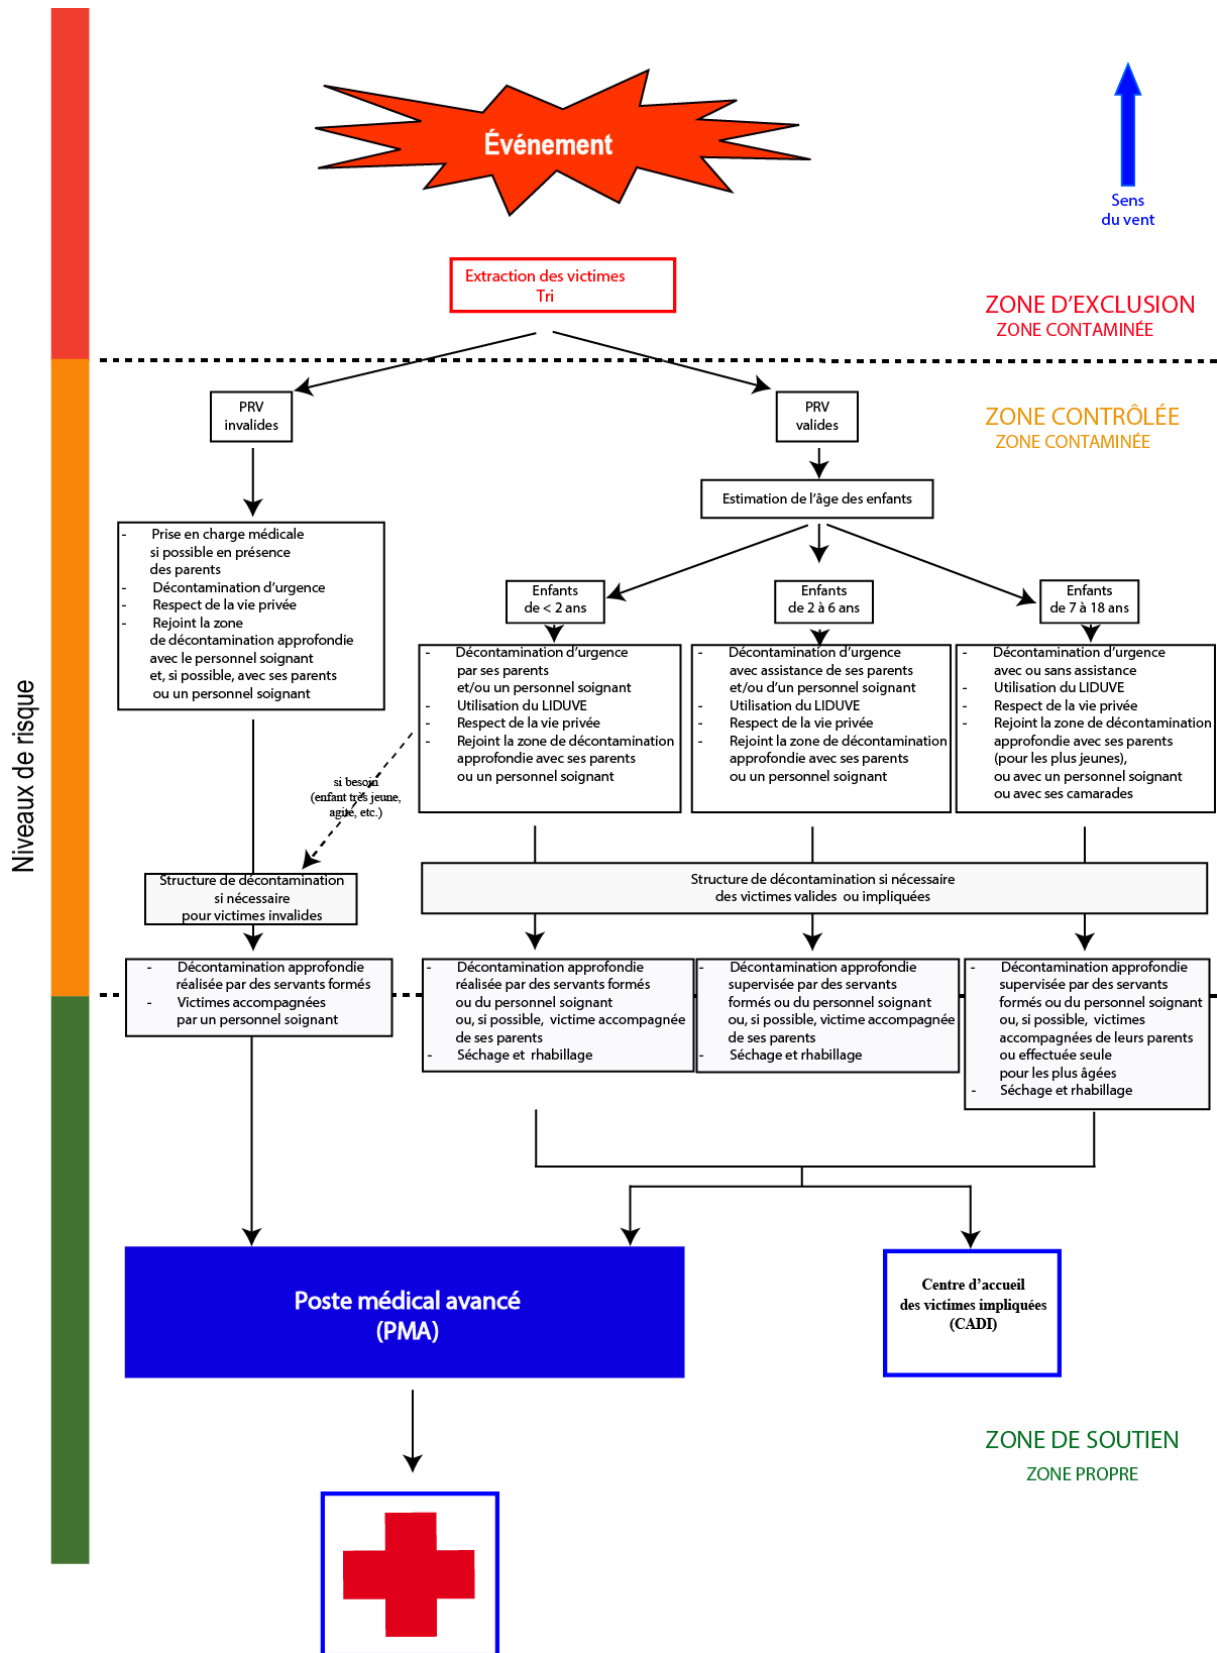 Événement
Sens
du vent
Extraction des victimes
Tri
ZONE D'EXCLUSION
ZONE CONTAMINÉE
Niveaux de risque
PRV
invalides
PRV
valides
ZONE CONTRÔLÉE
ZONE CONTAMINÉE
Estimation de l'âge des enfants
- Prise en charge médicale
si possible en présence
des parents
- Décontamination d'urgence
- Respect de la vie privée
- Rejoint la zone
de décontamination approfondie
avec le personnel soignant
et, si possible, avec ses parents
ou un personnel soignant
Enfants
de < 2 ans
Enfants
de 2 à 6 ans
Enfants
de 7 à 18 ans
- Décontamination d'urgence
par ses parents
et/ou un personnel soignant
- Utilisation du LIDUVE
- Respect de la vie privée
- Rejoint la zone de décontamination
approfondie avec ses parents
ou un personnel soignant
- Décontamination d'urgence
avec assistance de ses parents
et/ou d'un personnel soignant
- Utilisation du LIDUVE
- Respect de la vie privée
- Rejoint la zone de décontamination
approfondie avec ses parents
ou un personnel soignant
- Décontamination d'urgence
avec ou sans assistance
- Utilisation du LIDUVE
- Respect de la vie privée
- Rejoint la zone de décontamination
approfondie avec ses parents
(pour les plus jeunes),
ou avec un personnel soignant
ou avec ses camarades
si besoin
(enfant très jeune,
agité, etc.)
Structure de décontamination
si nécessaire
pour victimes invalides
Structure de décontamination si nécessaire
des victimes valides ou impliquées
- Décontamination approfondie
réalisée par des servants formés
- Victimes accompagnées
par un personnel soignant
- Décontamination approfondie
réalisée par des servants formés
ou du personnel soignant
ou, si possible, victime accompagnée
de ses parents
- Séchage et rhabillage
- Décontamination approfondie
supervisée par des servants
formés ou du personnel soignant
ou, si possible, victime accompagnée
de ses parents
- Séchage et rhabillage
- Décontamination approfondie
supervisée par des servants
formés ou du personnel soignant
ou, si possible, victimes
accompagnées de leurs parents
ou effectuée seule
pour les plus âgées
- Séchage et rhabillage
Poste médical avancé
(PMA)
Centre d'accueil
des victimes impliquées
(CADI)
ZONE DE SOUTIEN
ZONE PROPRE